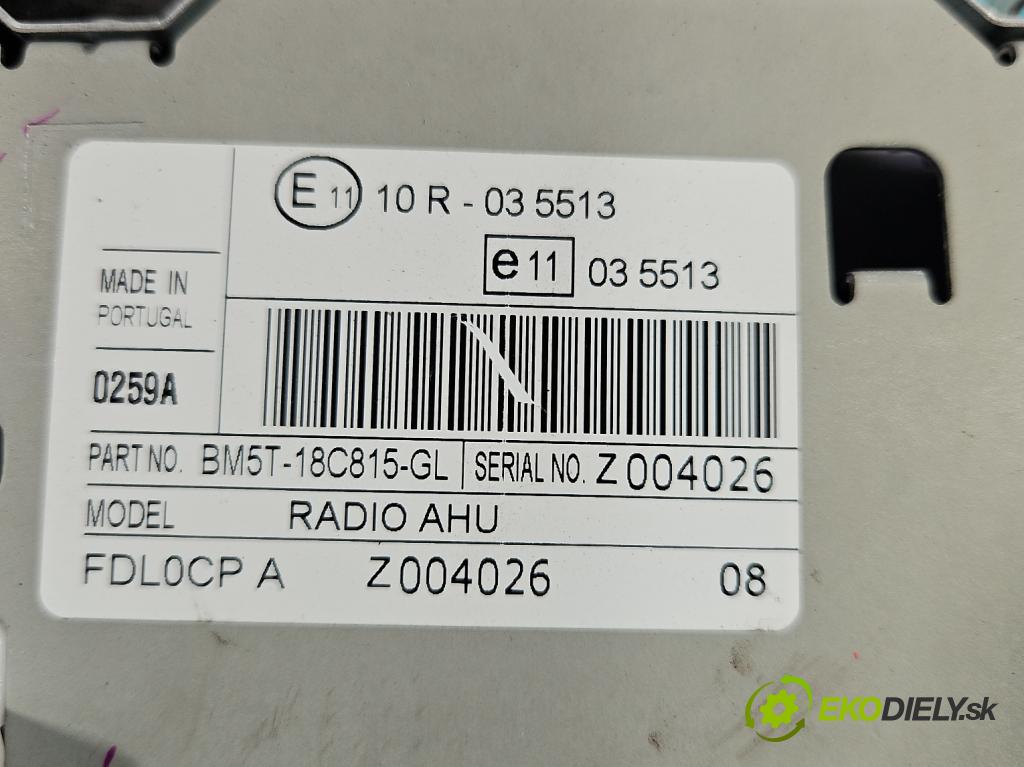 E 11 10 R - 03 5513
e 11 03 5513
MADE IN
PORTUGAL
0259A
PART NO. BM5T-18C815-GL SERIAL NO. Z004026
MODEL RADIO AHU
FDL0CP A Z004026 08
EKODIELY.sk